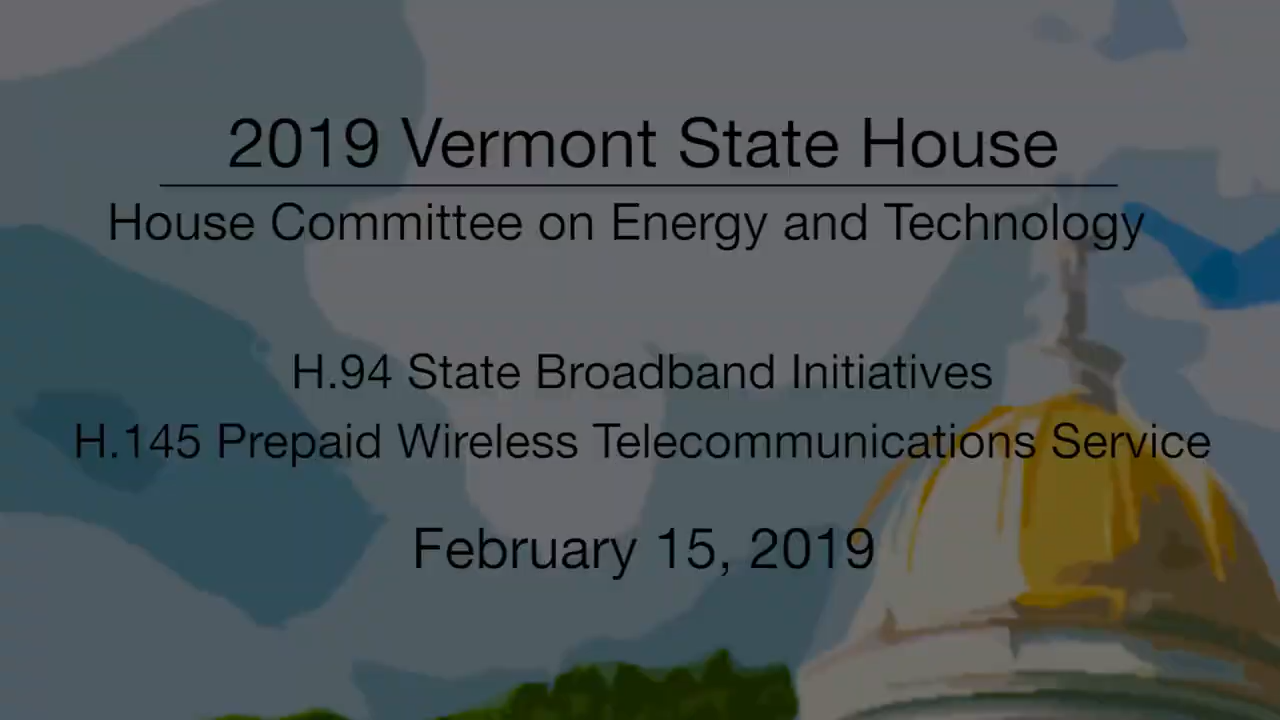 2019 Vermont State House
House Committee on Energy and Technology
H.94 State Broadband Initiatives
H.145 Prepaid Wireless Telecommunications Service
February 15, 2019